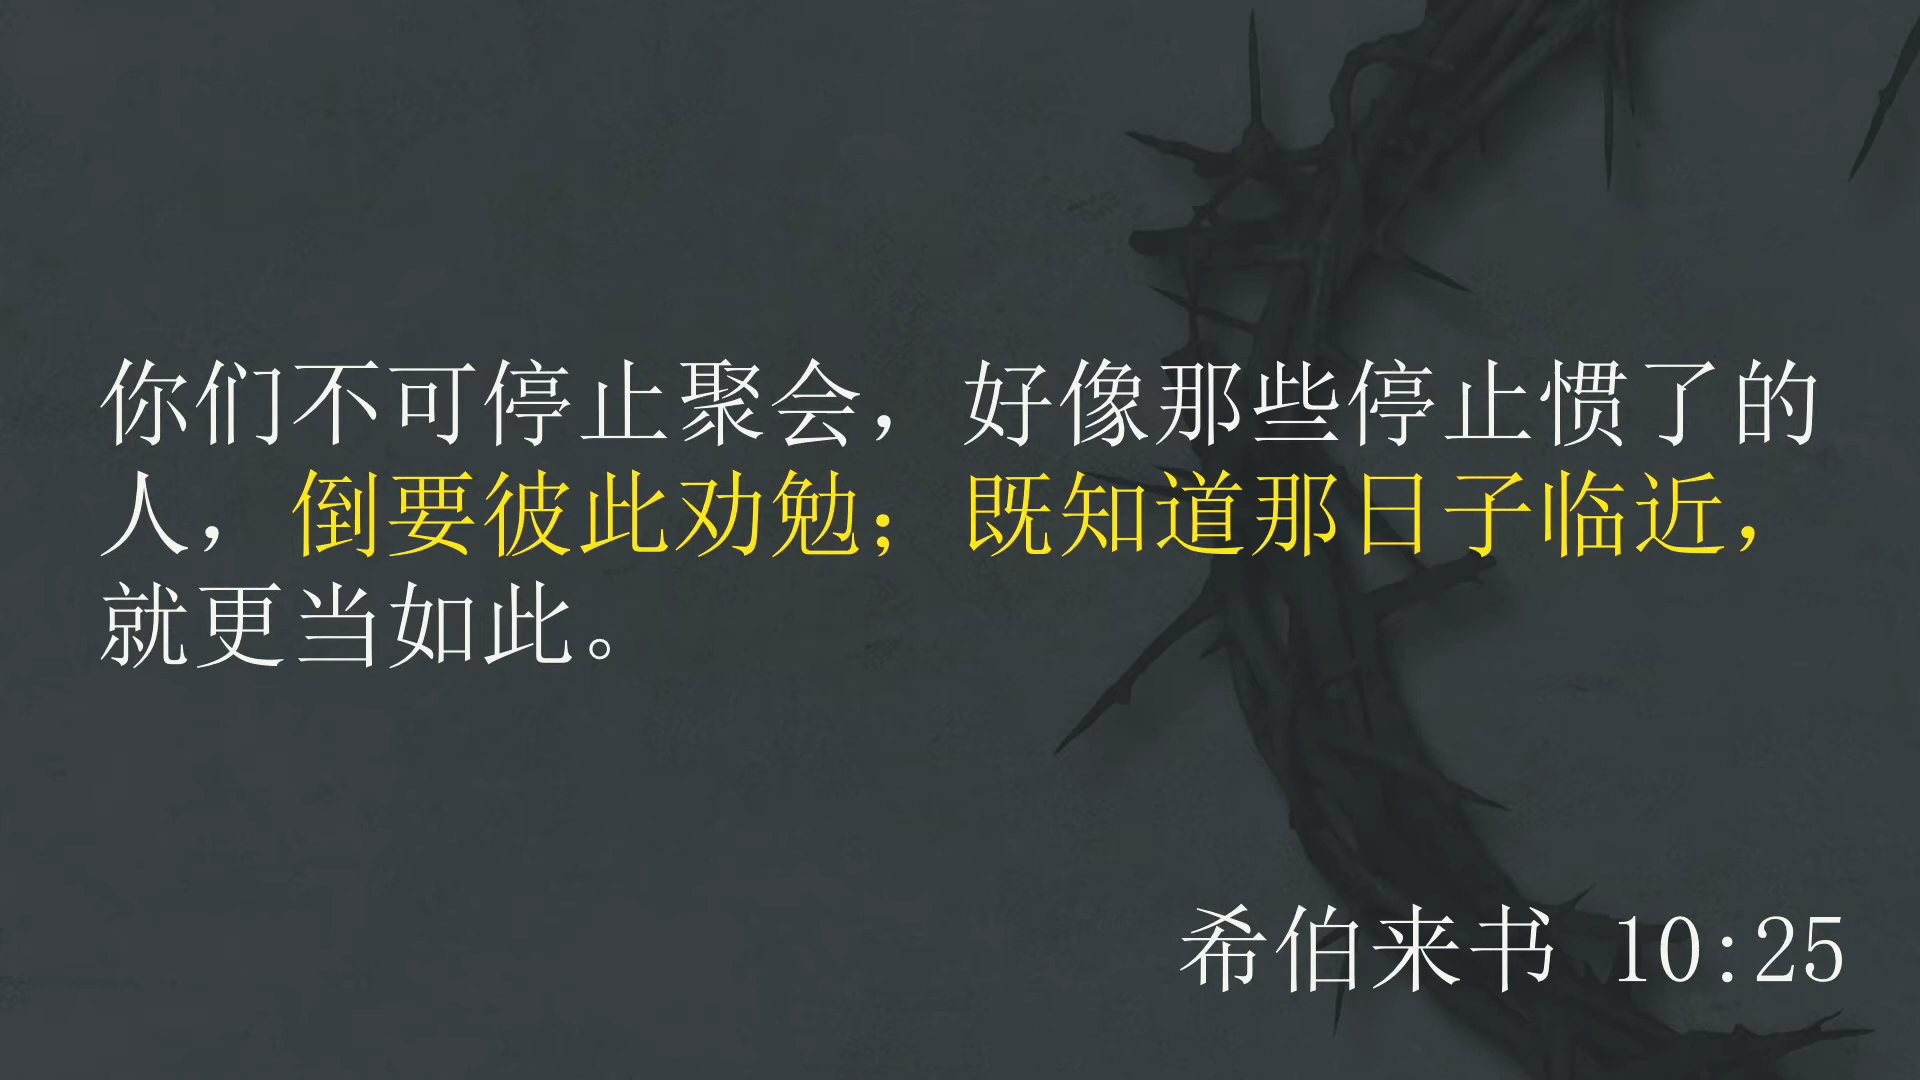 你们不可停止聚会，好像那些停止惯了的
人，倒要彼此劝勉；既知道那日子临近，
就更当如此。
希伯来书 10:25